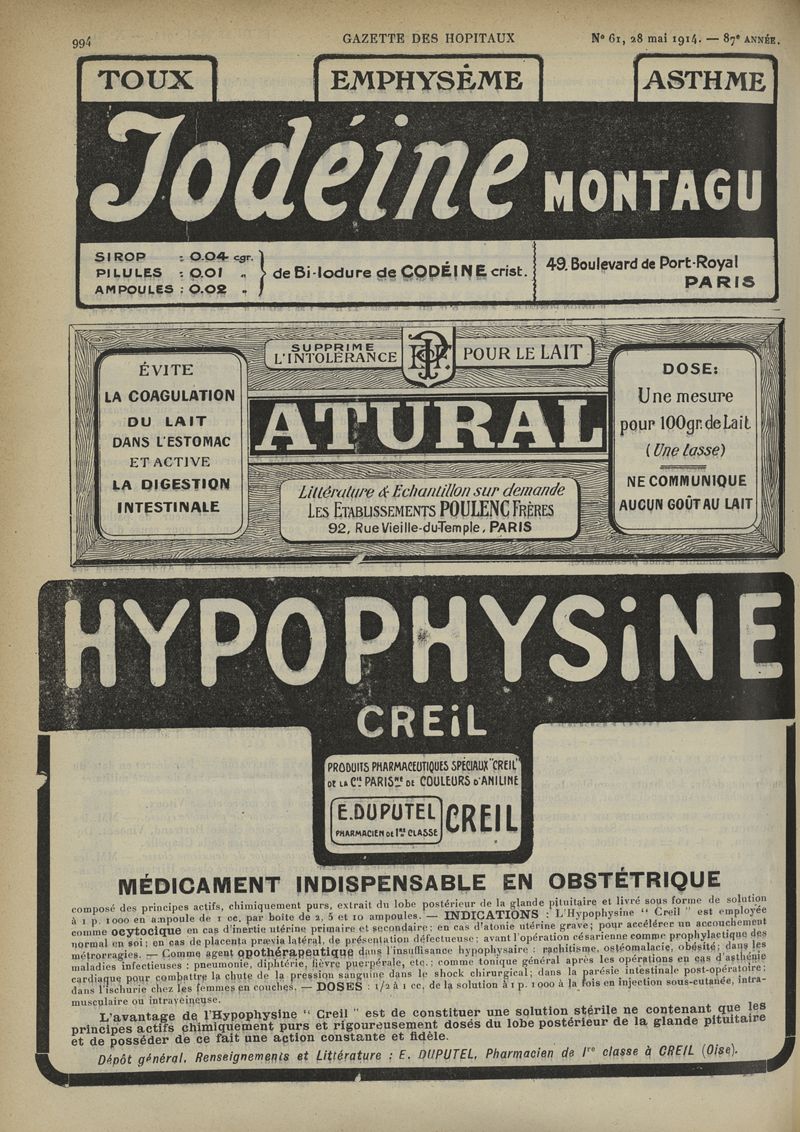 994
GAZETTE DES HOPITAUX
N° 61, 28 mai 1914. — 87e ANNÉE.
TOUX
EMPHYSÈME
ASTHME
Iodéine MONTAGU
SIROP : 0.04 cgr.
PILULES : 0.01 „
AMPOULES : 0.02 „
de Bi-Iodure de CODÉINE crist.
49, Boulevard de Port-Royal
PARIS
ÉVITE
LA COAGULATION
DU LAIT
DANS L'ESTOMAC
ET ACTIVE
LA DIGESTION
INTESTINALE
SUPPRIME
L'INTOLÉRANCE
POUR LE LAIT
ATURAL
Littérature & Echantillon sur demande
LES ETABLISSEMENTS POULENC FRÈRES
92, Rue Vieille-du-Temple, PARIS
DOSE:
Une mesure
pour 100gr. de Lait
(Une tasse)
NE COMMUNIQUE
AUCUN GOÛT AU LAIT
HYPOPHYSiNE
CREiL
PRODUITS PHARMACEUTIQUES SPÉCIAUX "CREIL"
DE LA Cie PARISne DE COULEURS D'ANILINE
E. DUPUTEL
PHARMACIEN DE 1ère CLASSE
CREIL
MÉDICAMENT INDISPENSABLE EN OBSTÉTRIQUE
composé des principes actifs, chimiquement purs, extrait du lobe postérieur de la glande pituitaire et livré sous forme de solution
à 1 p. 1000 en ampoule de 1 cc. par boîte de 2, 5 et 10 ampoules. — INDICATIONS : L'Hypophysine “ Creil ” est employée
comme ocytocique en cas d'inertie utérine primaire et secondaire; en cas d'atonie utérine grave; pour accélérer un accouchement
normal en soi; en cas de placenta prævia latéral, de présentation défectueuse; avant l'opération césarienne comme prophylactique des
métrorragies. — Comme agent opothérapeutique dans l'insuffisance hypophysaire : rachitisme, ostéomalacie, obésité; dans les
maladies infectieuses : pneumonie, diphtérie, fièvre puerpérale, etc.; comme tonique général après les opérations en cas d'asthénie
cardiaque pour combattre la chute de la pression sanguine dans le shock chirurgical; dans la parésie intestinale post-opératoire;
dans l'ischurie chez les femmes en couches. — DOSES : 1/2 à 1 cc, de la solution à 1 p. 1000 à la fois en injection sous-cutanée, intra-
musculaire ou intraveineuse.
L'avantage de l'Hypophysine “ Creil ” est de constituer une solution stérile ne contenant que les
principes actifs chimiquement purs et rigoureusement dosés du lobe postérieur de la glande pituitaire
et de posséder de ce fait une action constante et fidèle.
Dépôt général, Renseignements et Littérature : E. DUPUTEL, Pharmacien de 1re classe à CREIL (Oise).